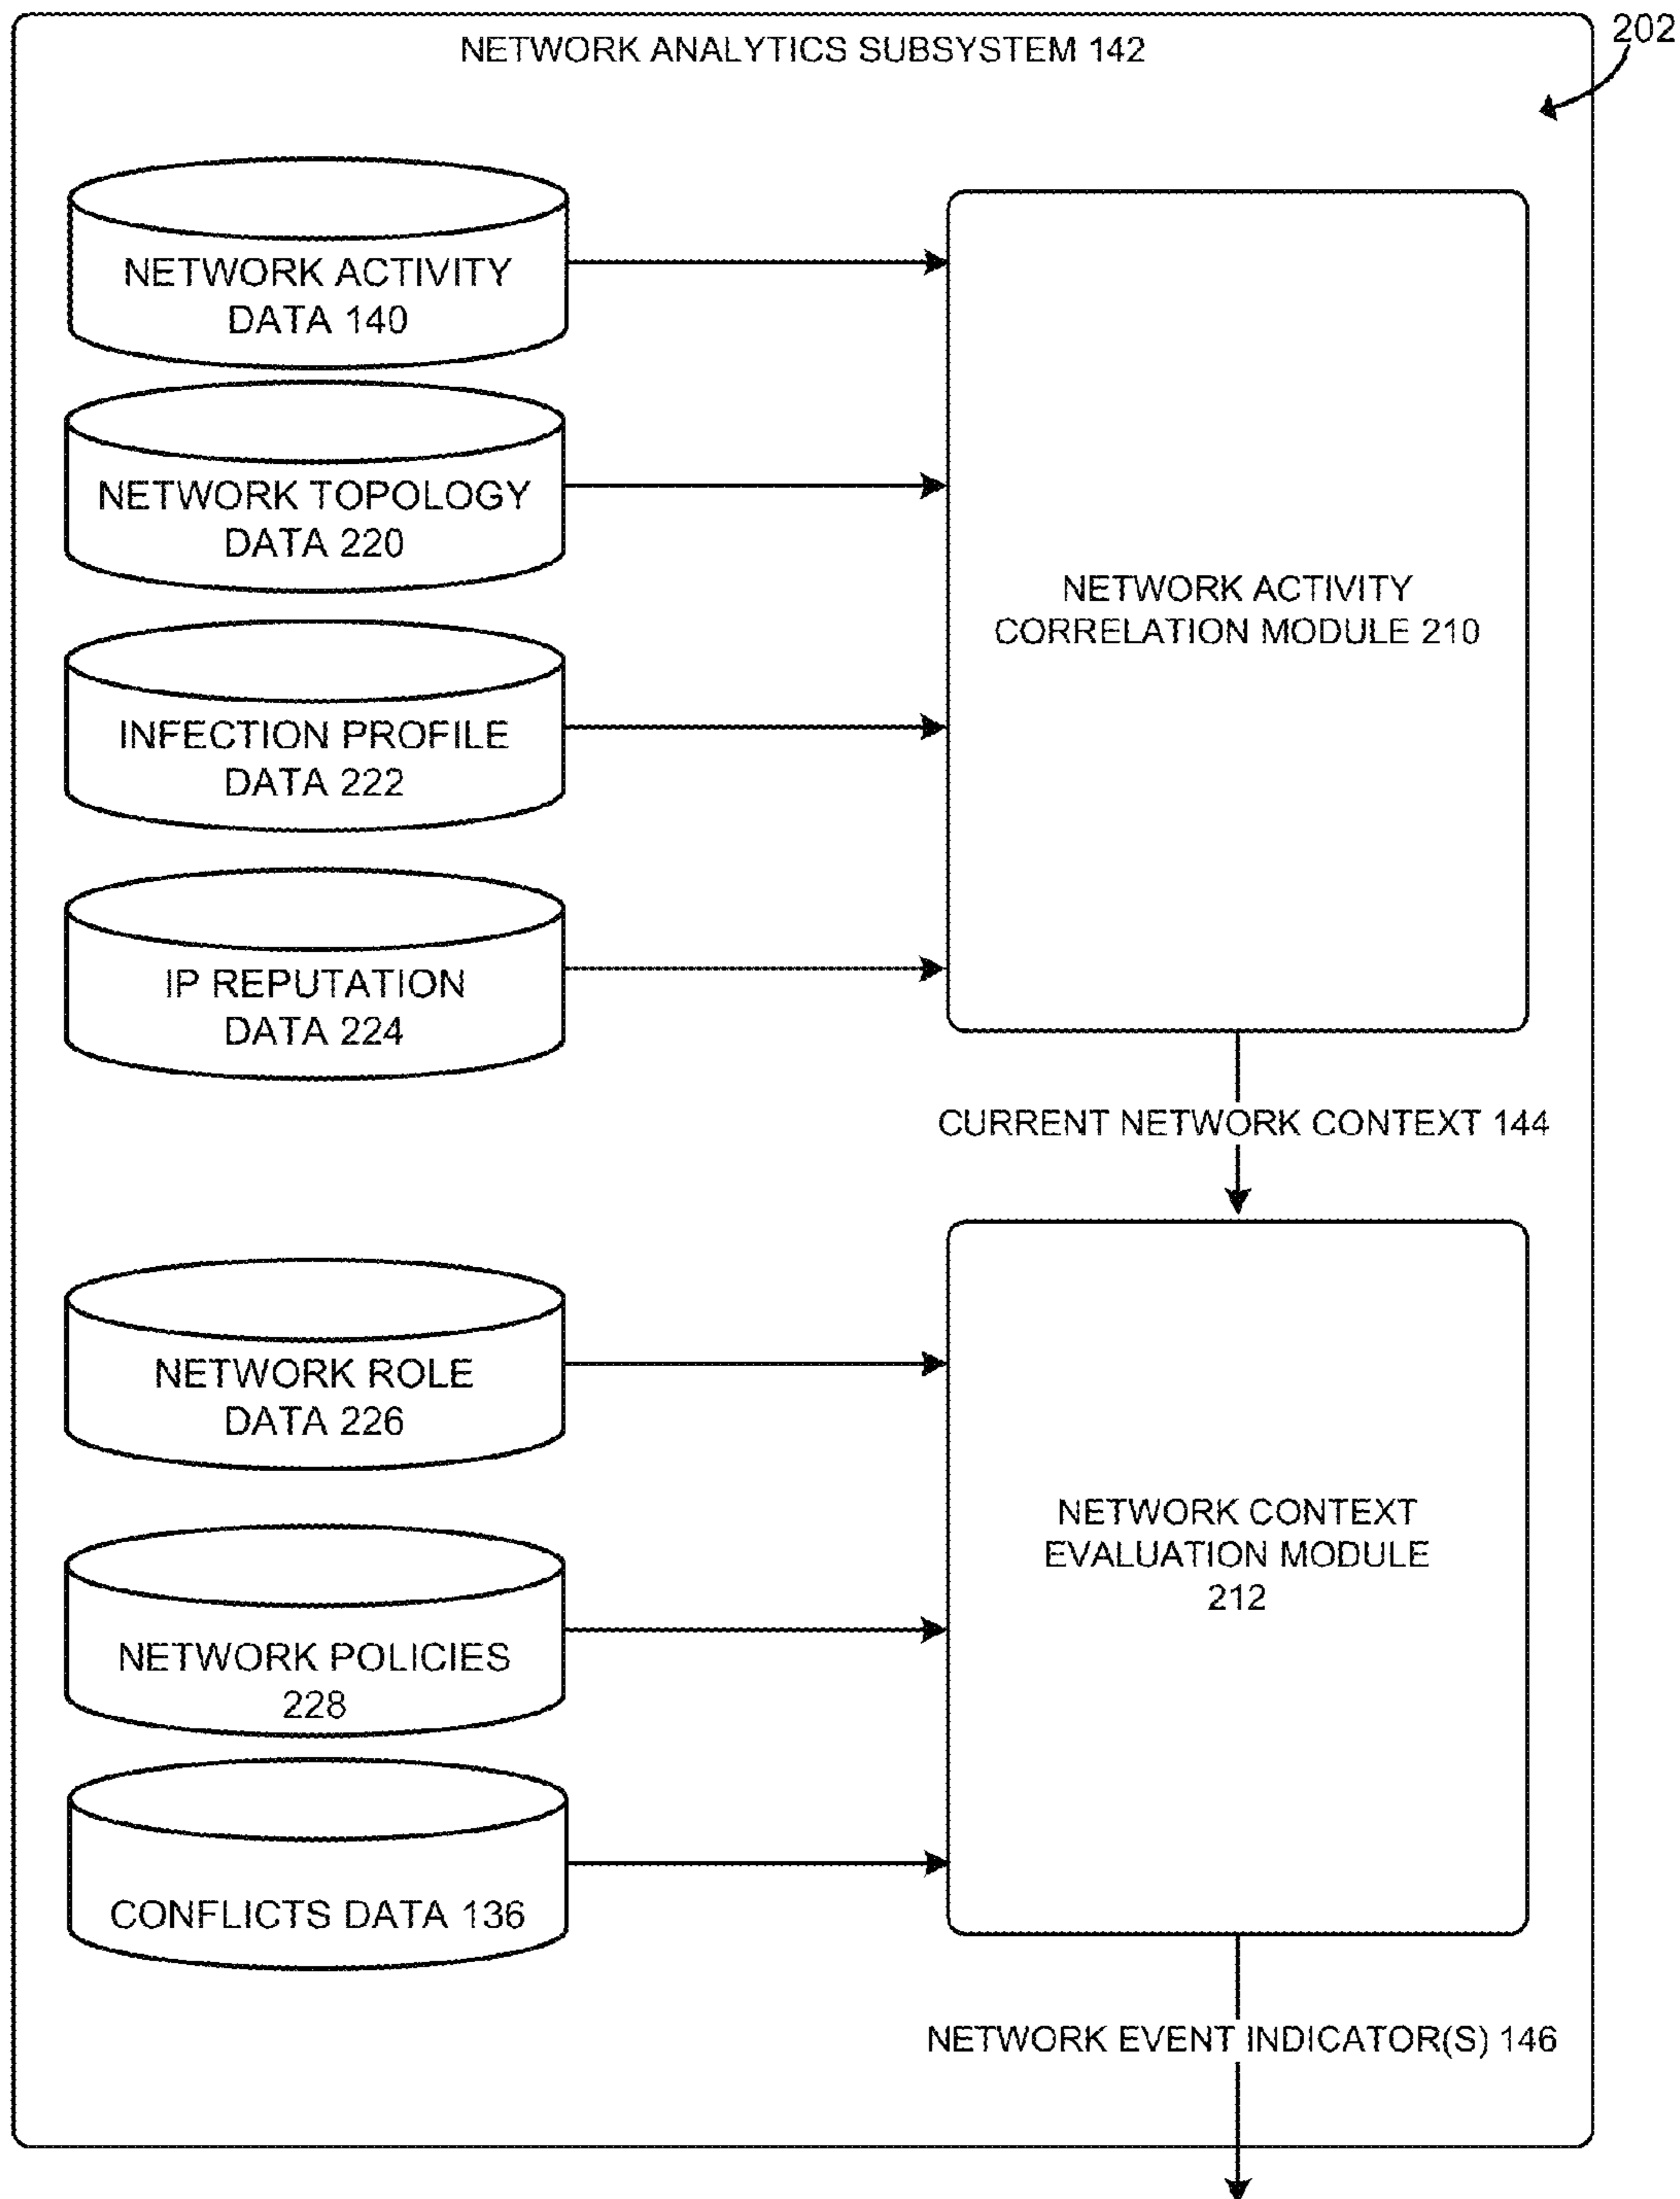 202
NETWORK ANALYTICS SUBSYSTEM 142
NETWORK ACTIVITY
DATA 140
NETWORK TOPOLOGY
DATA 220
INFECTION PROFILE
DATA 222
IP REPUTATION
DATA 224
NETWORK ACTIVITY
CORRELATION MODULE 210
CURRENT NETWORK CONTEXT 144
NETWORK ROLE
DATA 226
NETWORK POLICIES
228
CONFLICTS DATA 136
NETWORK CONTEXT
EVALUATION MODULE
212
NETWORK EVENT INDICATOR(S) 146